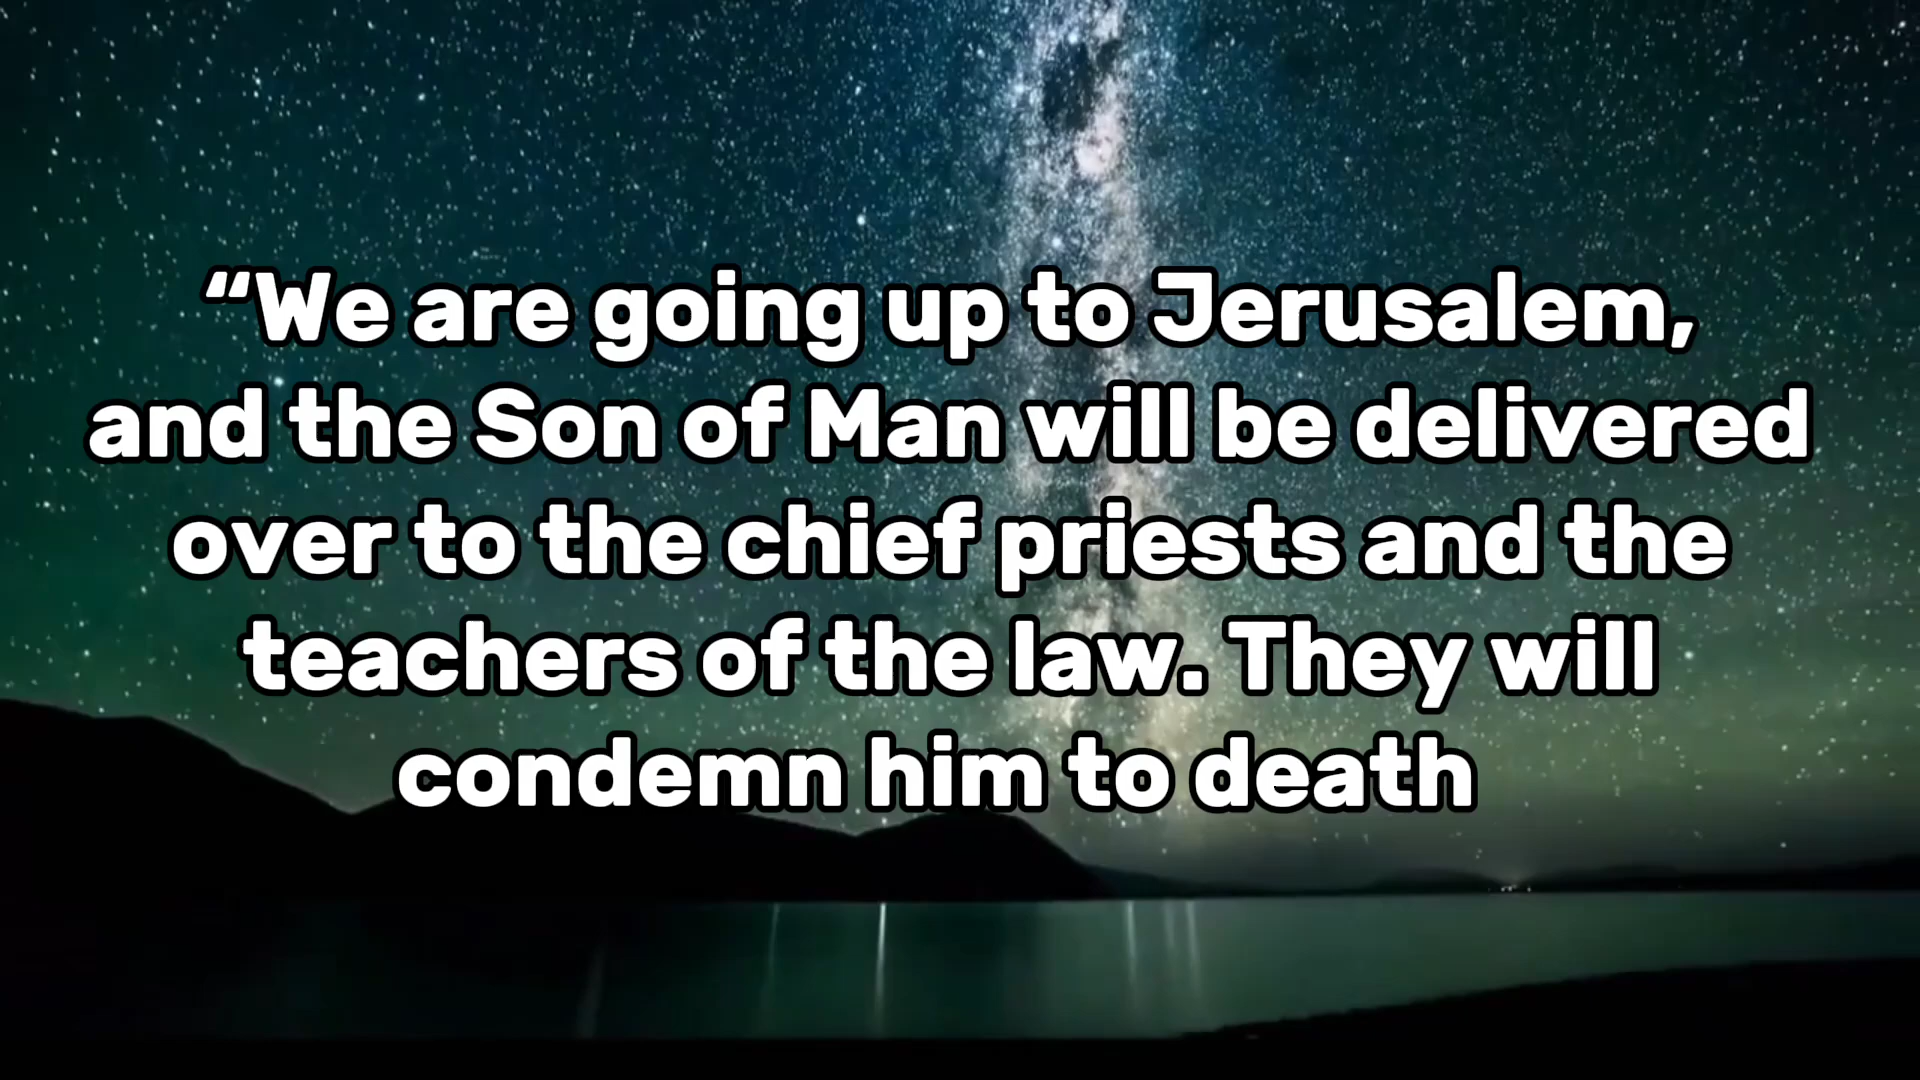 “We are going up to Jerusalem,
and the Son of Man will be delivered
over to the chief priests and the
teachers of the law. They will
condemn him to death